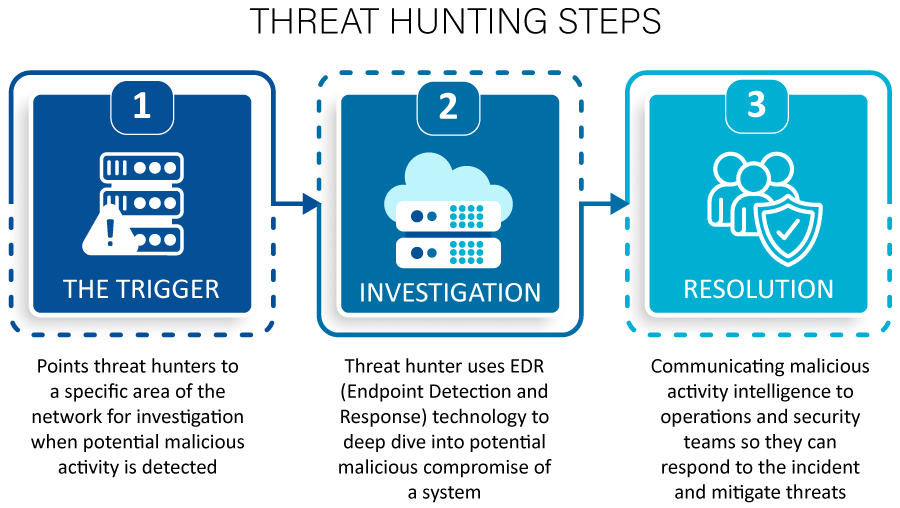 THREAT HUNTING STEPS
1
THE TRIGGER
Points threat hunters to
a specific area of the
network for investigation
when potential malicious
activity is detected
2
INVESTIGATION
Threat hunter uses EDR
(Endpoint Detection and
Response) technology to
deep dive into potential
malicious compromise of
a system
3
RESOLUTION
Communicating malicious
activity intelligence to
operations and security
teams so they can
respond to the incident
and mitigate threats